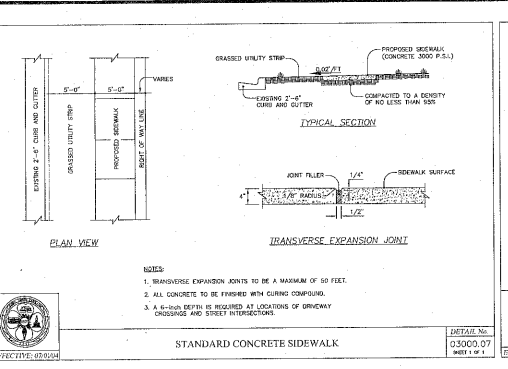 GRASSED UTILITY STRIP
0.02'/FT
PROPOSED SIDEWALK
(CONCRETE 3000 P.S.I.)
EXISTING 2'-6"
CURB AND GUTTER
COMPACTED TO A DENSITY
OF NO LESS THAN 95%
TYPICAL SECTION
5'-0"
5'-0"
VARIES
EXISTING 2'-6" CURB AND GUTTER
GRASSED UTILITY STRIP
PROPOSED SIDEWALK
RIGHT OF WAY LINE
PLAN VIEW
JOINT FILLER
1/4"
SIDEWALK SURFACE
4"
1/8" RADIUS
1/2"
TRANSVERSE EXPANSION JOINT
NOTES:
1. TRANSVERSE EXPANSION JOINTS TO BE A MAXIMUM OF 50 FEET.
2. ALL CONCRETE TO BE FINISHED WITH CURING COMPOUND.
3. A 6-inch DEPTH IS REQUIRED AT LOCATIONS OF DRIVEWAY
CROSSINGS AND STREET INTERSECTIONS.
STANDARD CONCRETE SIDEWALK
DETAIL No.
03000.07
SHEET 1 OF 1
EFFECTIVE: 07/01/04